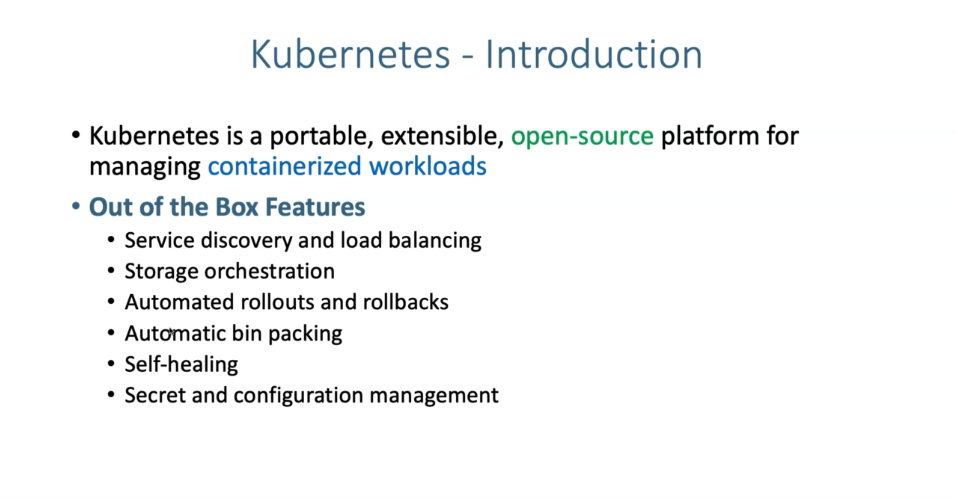 Kubernetes - Introduction
• Kubernetes is a portable, extensible, open-source platform for
managing containerized workloads
• Out of the Box Features
• Service discovery and load balancing
• Storage orchestration
• Automated rollouts and rollbacks
• Automatic bin packing
• Self-healing
• Secret and configuration management